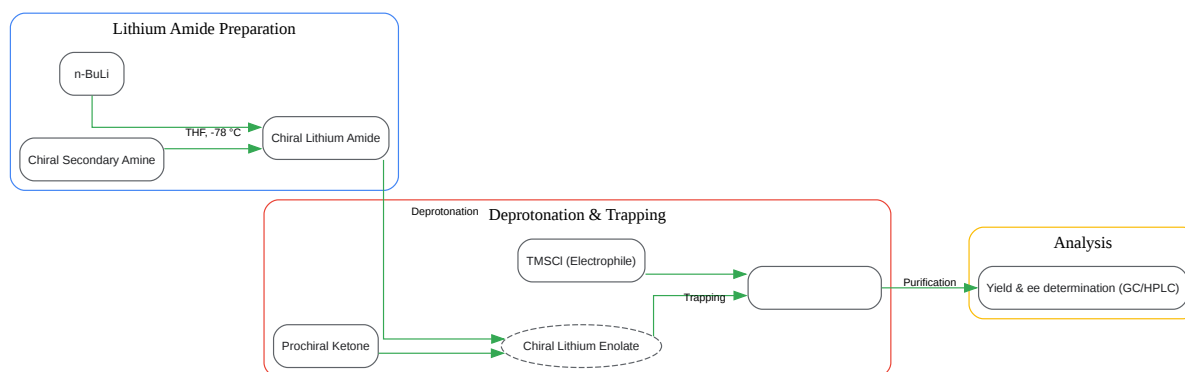 Lithium Amide Preparation
n-BuLi
THF, -78 °C
Chiral Lithium Amide
Chiral Secondary Amine
Deprotonation
Deprotonation & Trapping
TMSCl (Electrophile)
Trapping
Purification
Analysis
Yield & ee determination (GC/HPLC)
Prochiral Ketone
Chiral Lithium Enolate